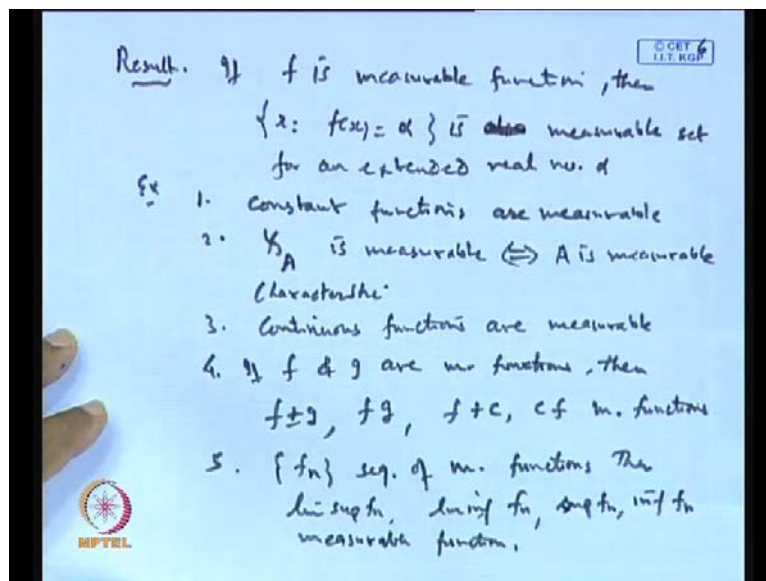 © CET 6
I.I.T. KGP
Result. If f is measurable function, then
{x: f(x) = α} is measurable set
for an extended real no. α
Ex 1. Constant functions are measurable
2. χ_A is measurable ⇔ A is measurable
Characteristic
3. Continuous functions are measurable
4. If f & g are m. functions, then
f±g, fg, f+c, cf m. functions
5. {fn} seq. of m. functions Then
lim sup fn, lim inf fn, sup fn, inf fn
measurable function.
NPTEL